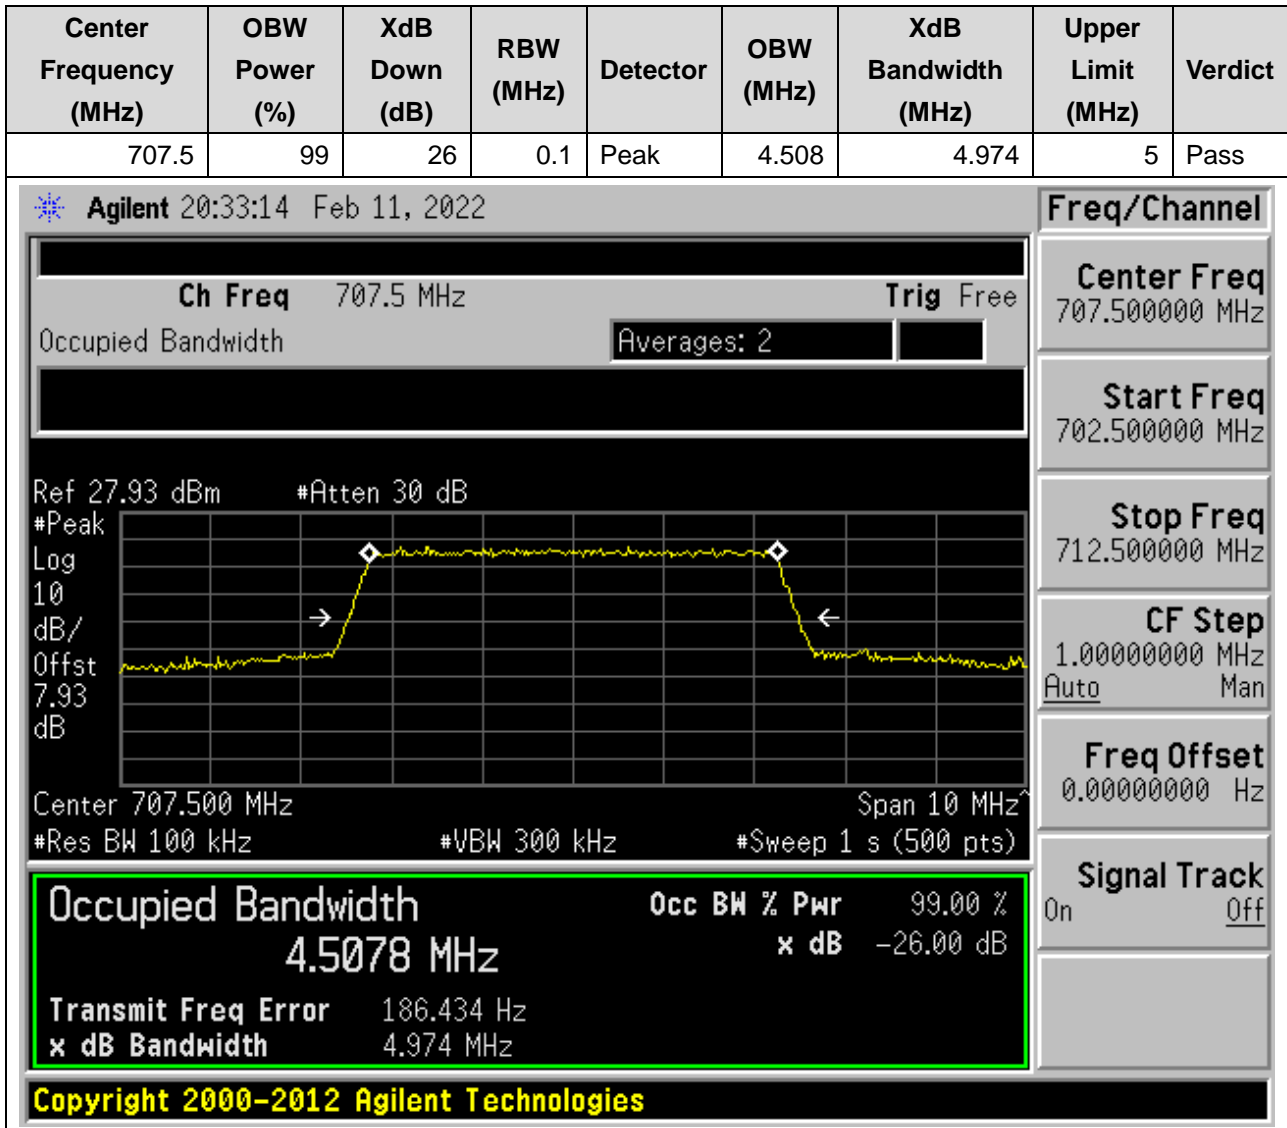 Center Frequency (MHz) OBW Power (%) XdB Down (dB) RBW (MHz) Detector OBW (MHz) XdB Bandwidth (MHz) Upper Limit (MHz) Verdict
707.5 99 26 0.1 Peak 4.508 4.974 5 Pass
Agilent 20:33:14 Feb 11, 2022
Ch Freq 707.5 MHz Trig Free
Occupied Bandwidth Averages: 2
Ref 27.93 dBm #Atten 30 dB
#Peak
Log
10
dB/
Offst
7.93
dB
Center 707.500 MHz Span 10 MHz^
#Res BW 100 kHz #VBW 300 kHz #Sweep 1 s (500 pts)
Occupied Bandwidth Occ BW % Pwr 99.00 %
4.5078 MHz x dB -26.00 dB
Transmit Freq Error 186.434 Hz
x dB Bandwidth 4.974 MHz
Copyright 2000-2012 Agilent Technologies
Freq/Channel
Center Freq
707.500000 MHz
Start Freq
702.500000 MHz
Stop Freq
712.500000 MHz
CF Step
1.00000000 MHz
Auto Man
Freq Offset
0.00000000 Hz
Signal Track
On Off